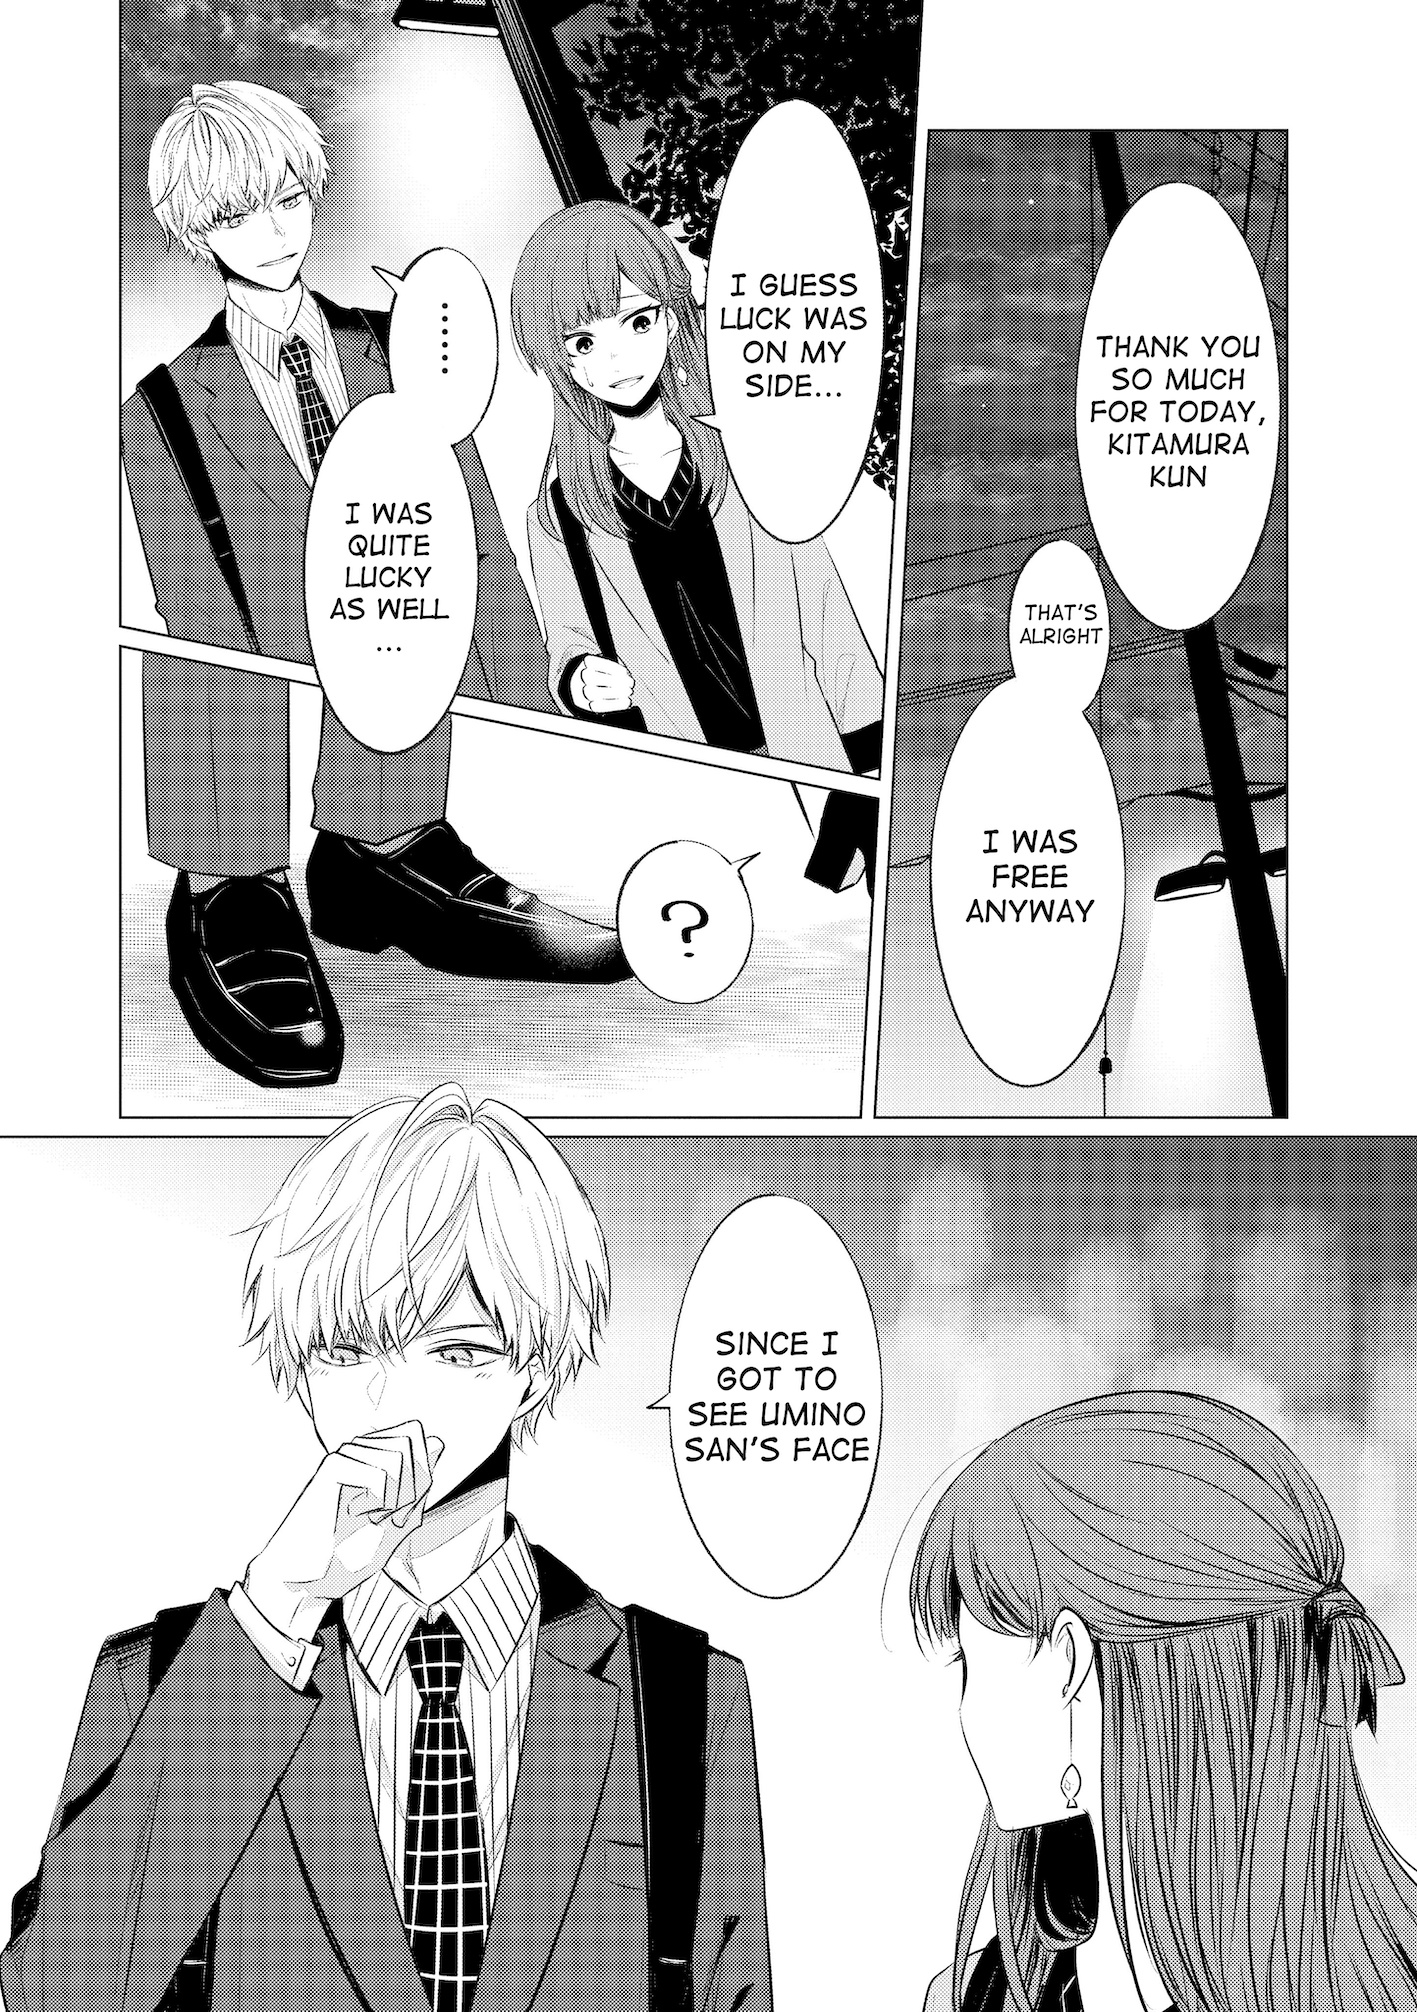 THANK YOU
SO MUCH
FOR TODAY,
KITAMURA
KUN
THAT'S
ALRIGHT
I WAS
FREE
ANYWAY
I GUESS
LUCK WAS
ON MY
SIDE...
......
I WAS
QUITE
LUCKY
AS WELL
...
?
SINCE I
GOT TO
SEE UMINO
SAN'S FACE